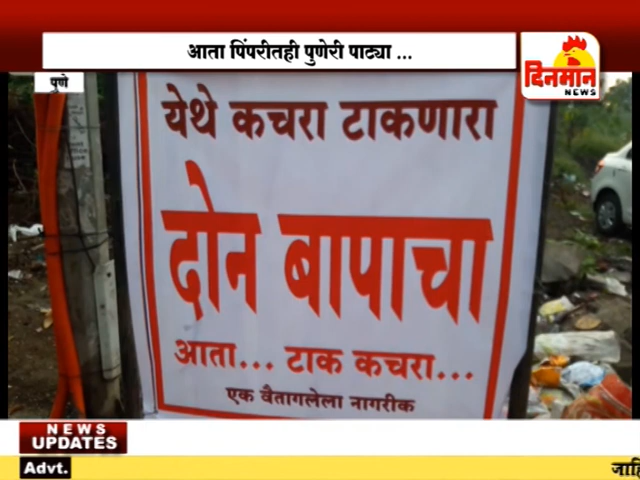 आता पिंपरीतही पुणेरी पाट्या ...
दिनमान
NEWS
पुणे
येथे कचरा टाकणारा
दोन बापाचा
आता... टाक कचरा...
एक वैतागलेला नागरीक
NEWS
UPDATES
Advt.